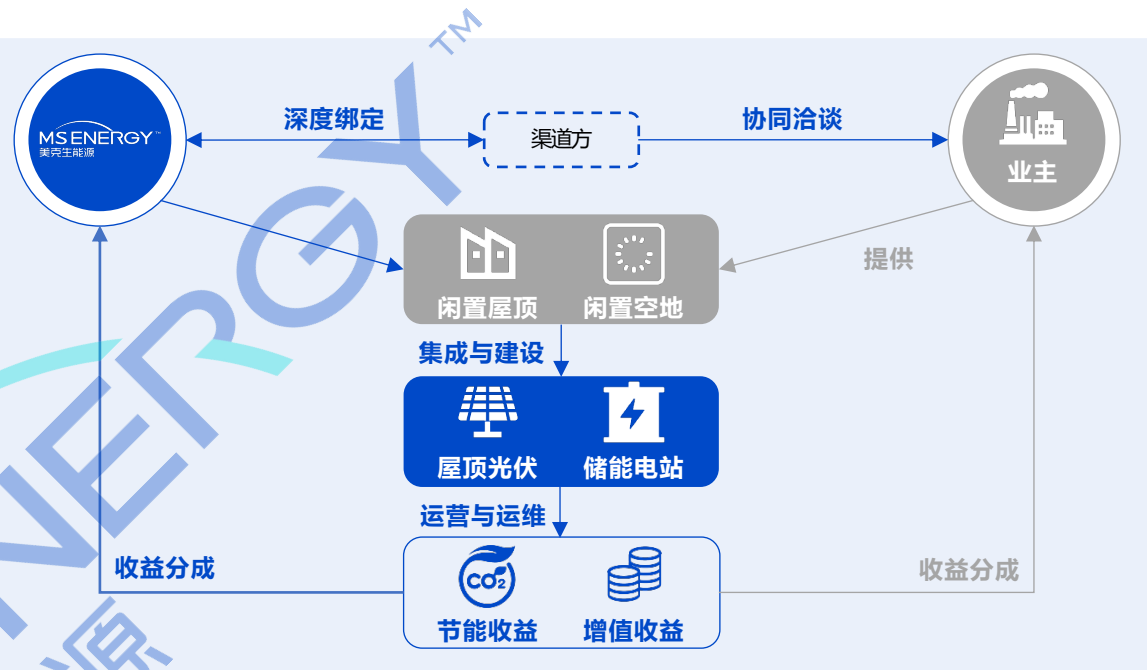 深度绑定
渠道方
协同洽谈
MS ENERGY™
美克生能源
业主
提供
闲置屋顶
闲置空地
集成与建设
屋顶光伏
储能电站
运营与运维
收益分成
CO2
收益分成
节能收益
增值收益
NERGY™
源